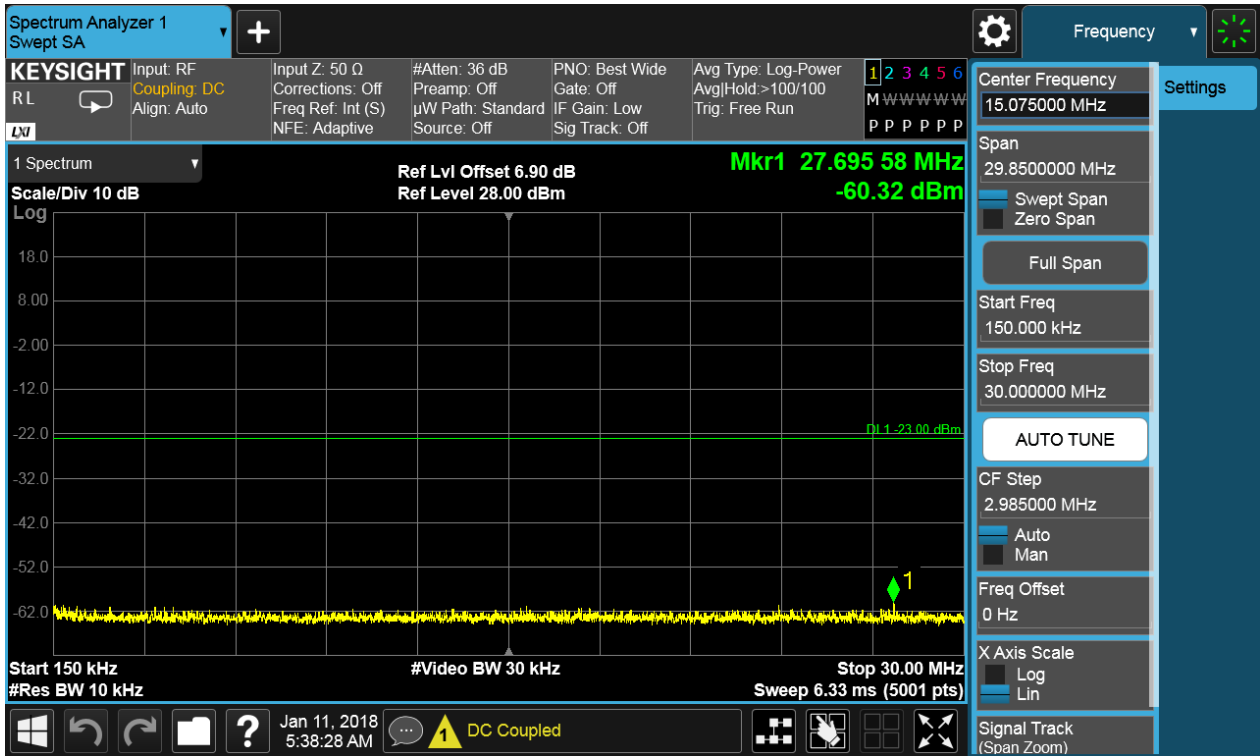 Spectrum Analyzer 1
Swept SA
+
Frequency
KEYSIGHT
R L
LXI
Input: RF
Coupling: DC
Align: Auto
Input Z: 50 Ω
Corrections: Off
Freq Ref: Int (S)
NFE: Adaptive
#Atten: 36 dB
Preamp: Off
µW Path: Standard
Source: Off
PNO: Best Wide
Gate: Off
IF Gain: Low
Sig Track: Off
Avg Type: Log-Power
Avg|Hold:>100/100
Trig: Free Run
1 2 3 4 5 6
M W W W W W
P P P P P P
1 Spectrum
Scale/Div 10 dB
Log
Ref Lvl Offset 6.90 dB
Ref Level 28.00 dBm
Mkr1 27.695 58 MHz
-60.32 dBm
18.0
8.00
-2.00
-12.0
-22.0
DL1 -23.00 dBm
-32.0
-42.0
-52.0
1
-62.0
Start 150 kHz
#Video BW 30 kHz
Stop 30.00 MHz
#Res BW 10 kHz
Sweep 6.33 ms (5001 pts)
Center Frequency
15.075000 MHz
Settings
Span
29.8500000 MHz
Swept Span
Zero Span
Full Span
Start Freq
150.000 kHz
Stop Freq
30.000000 MHz
AUTO TUNE
CF Step
2.985000 MHz
Auto
Man
Freq Offset
0 Hz
X Axis Scale
Log
Lin
Signal Track
(Span Zoom)
?
Jan 11, 2018
5:38:28 AM
1
DC Coupled